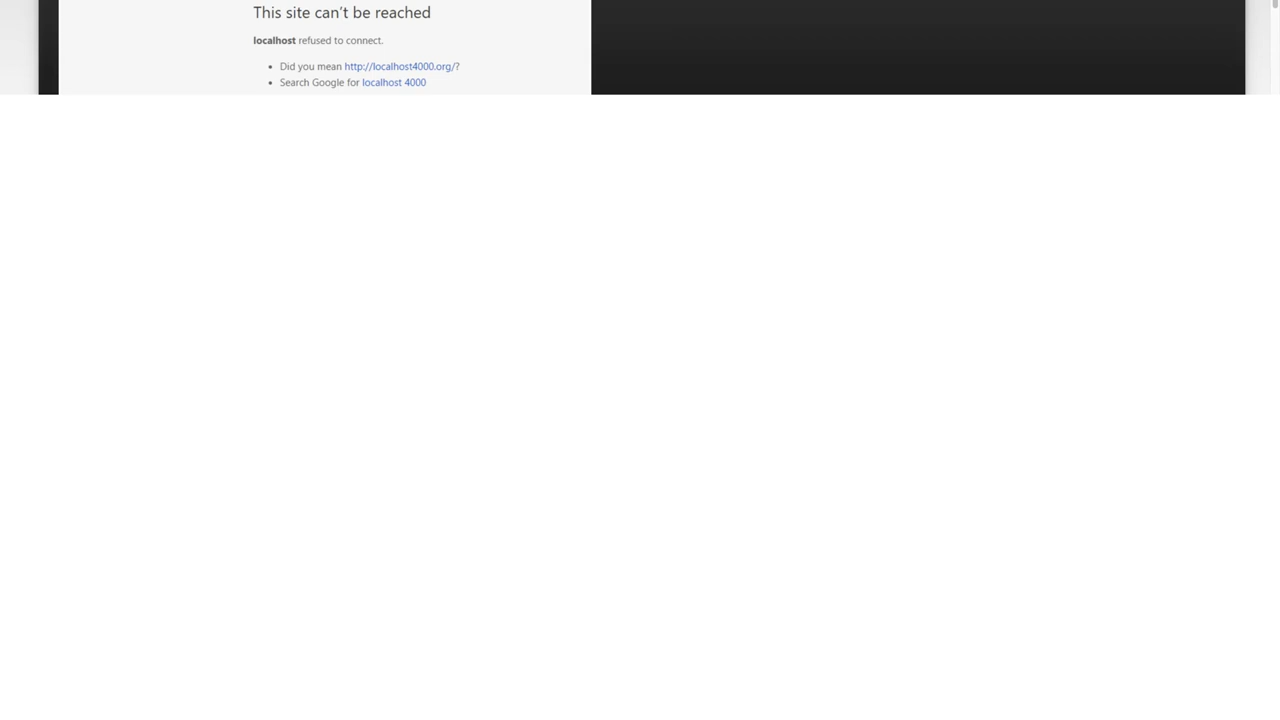 This site can’t be reached
localhost refused to connect.
• Did you mean http://localhost4000.org/?
• Search Google for localhost 4000